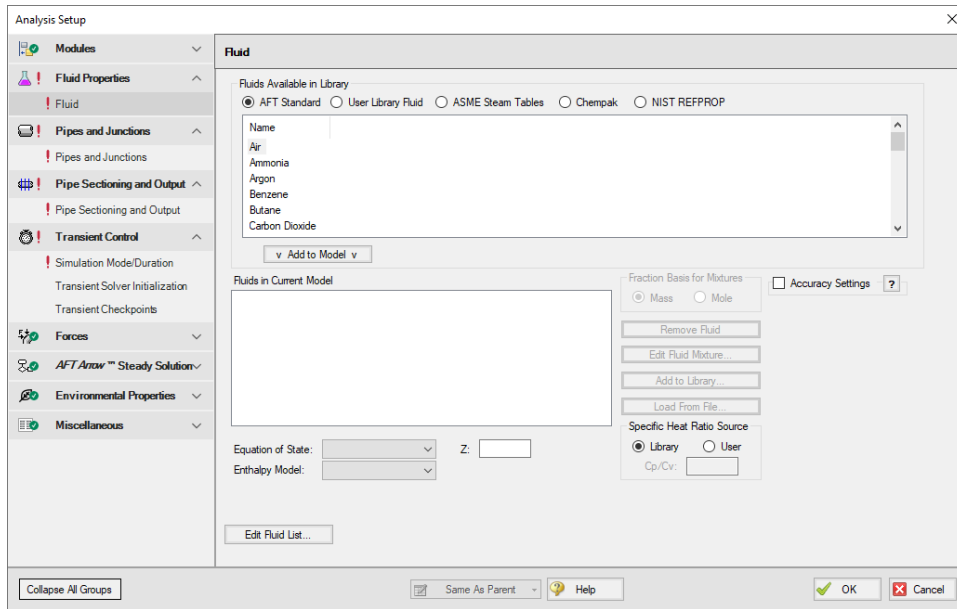 Analysis Setup
Modules
Fluid Properties
Fluid
Pipes and Junctions
Pipes and Junctions
Pipe Sectioning and Output
Pipe Sectioning and Output
Transient Control
Simulation Mode/Duration
Transient Solver Initialization
Transient Checkpoints
Forces
AFT Arrow ™ Steady Solution
Environmental Properties
Miscellaneous
Collapse All Groups
Fluid
Fluids Available in Library
AFT Standard User Library Fluid ASME Steam Tables Chempak NIST REFPROP
Name
Air
Ammonia
Argon
Benzene
Butane
Carbon Dioxide
v Add to Model v
Fluids in Current Model
Fraction Basis for Mixtures
Mass Mole
Accuracy Settings ?
Remove Fluid
Edit Fluid Mixture...
Add to Library...
Load From File...
Specific Heat Ratio Source
Library User
Cp/Cv:
Equation of State: Z:
Enthalpy Model:
Edit Fluid List...
Same As Parent Help OK Cancel